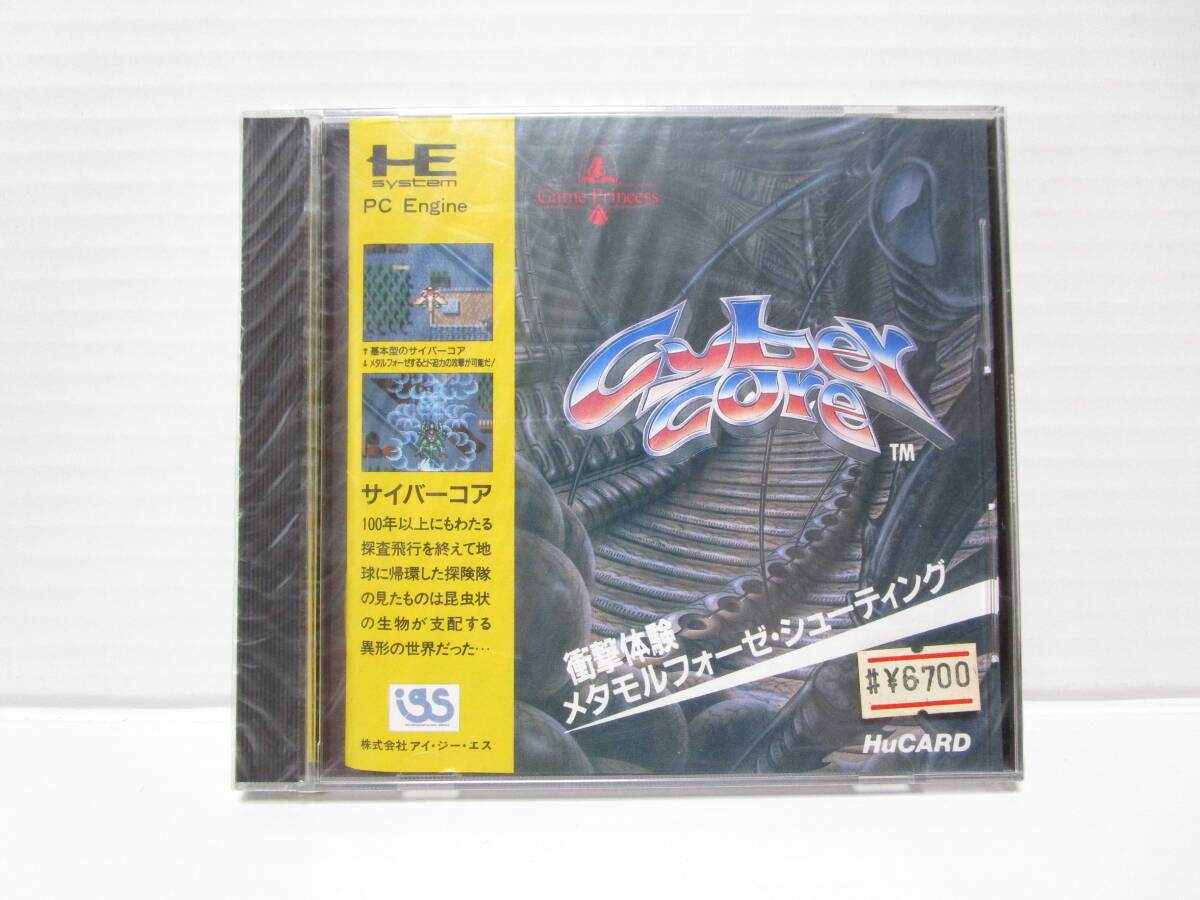 HE
system
PC Engine
↑基本型のサイバーコア
↓メタルフォーゼするとド迫力の攻撃が可能だ!
サイバーコア
100年以上にもわたる
探査飛行を終えて地
球に帰還した探険隊
の見たものは昆虫状
の生物が支配する
異形の世界だった…
igs
株式会社アイ・ジー・エス
Game Princess
Cyber
core
TM
衝撃体験
メタモルフォーゼ・シューティング
#¥6700
HuCARD